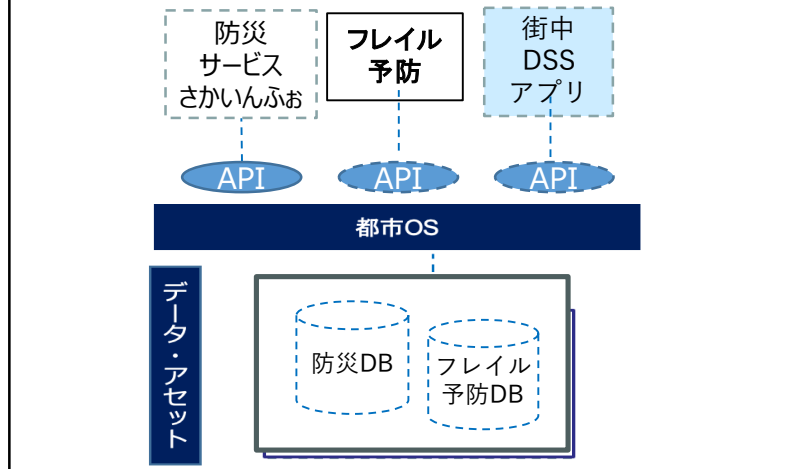 防災
サービス
さかいんふぉ
フレイル
予防
街中
DSS
アプリ
API
API
API
都市OS
データ・アセット
防災DB
フレイル
予防DB